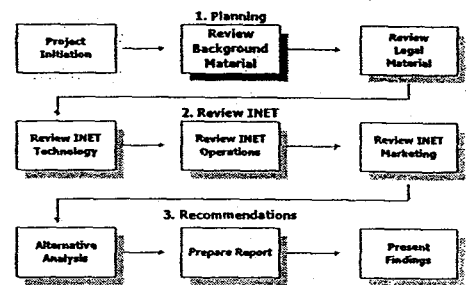 1. Planning
Project
Initiation
Review
Background
Material
Review
Legal
Material
2. Review INET
Review INET
Technology
Review INET
Operations
Review INET
Marketing
3. Recommendations
Alternative
Analysis
Prepare Report
Present
Findings